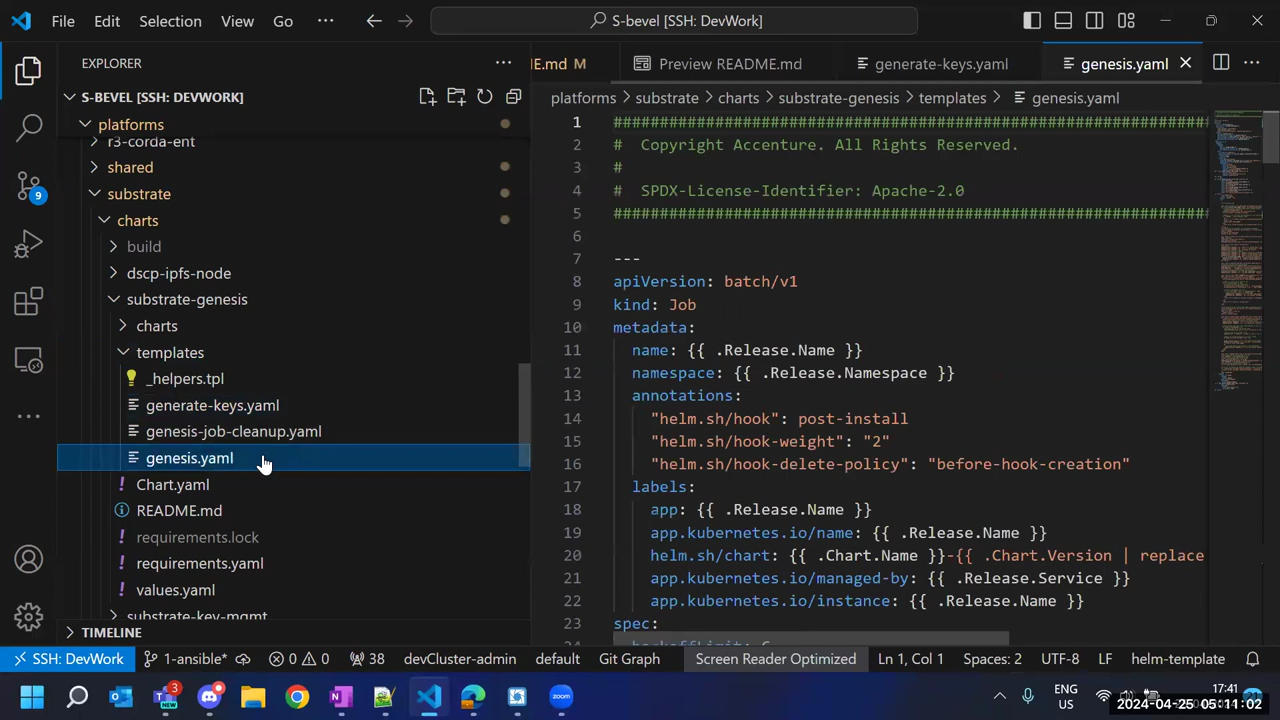 File Edit Selection View Go ··· S-bevel [SSH: DevWork]
EXPLORER
S-BEVEL [SSH: DEVWORK]
platforms
r3-corda-ent
shared
substrate
charts
build
dscp-ipfs-node
substrate-genesis
charts
templates
_helpers.tpl
generate-keys.yaml
genesis-job-cleanup.yaml
genesis.yaml
Chart.yaml
README.md
requirements.lock
requirements.yaml
values.yaml
substrate-key-mgmt
TIMELINE
9
E.md M Preview README.md generate-keys.yaml genesis.yaml
platforms > substrate > charts > substrate-genesis > templates > genesis.yaml
1 ################################################################
2 # Copyright Accenture. All Rights Reserved.
3 #
4 # SPDX-License-Identifier: Apache-2.0
5 ################################################################
6
7 ---
8 apiVersion: batch/v1
9 kind: Job
10 metadata:
11 name: {{ .Release.Name }}
12 namespace: {{ .Release.Namespace }}
13 annotations:
14 "helm.sh/hook": post-install
15 "helm.sh/hook-weight": "2"
16 "helm.sh/hook-delete-policy": "before-hook-creation"
17 labels:
18 app: {{ .Release.Name }}
19 app.kubernetes.io/name: {{ .Release.Name }}
20 helm.sh/chart: {{ .Chart.Name }}-{{ .Chart.Version | replace
21 app.kubernetes.io/managed-by: {{ .Release.Service }}
22 app.kubernetes.io/instance: {{ .Release.Name }}
23 spec:
SSH: DevWork 1-ansible* 0 0 38 devCluster-admin default Git Graph Screen Reader Optimized Ln 1, Col 1 Spaces: 2 UTF-8 LF helm-template
3 NEW zoom ENG US 17:41
2024-04-25 05:11:02